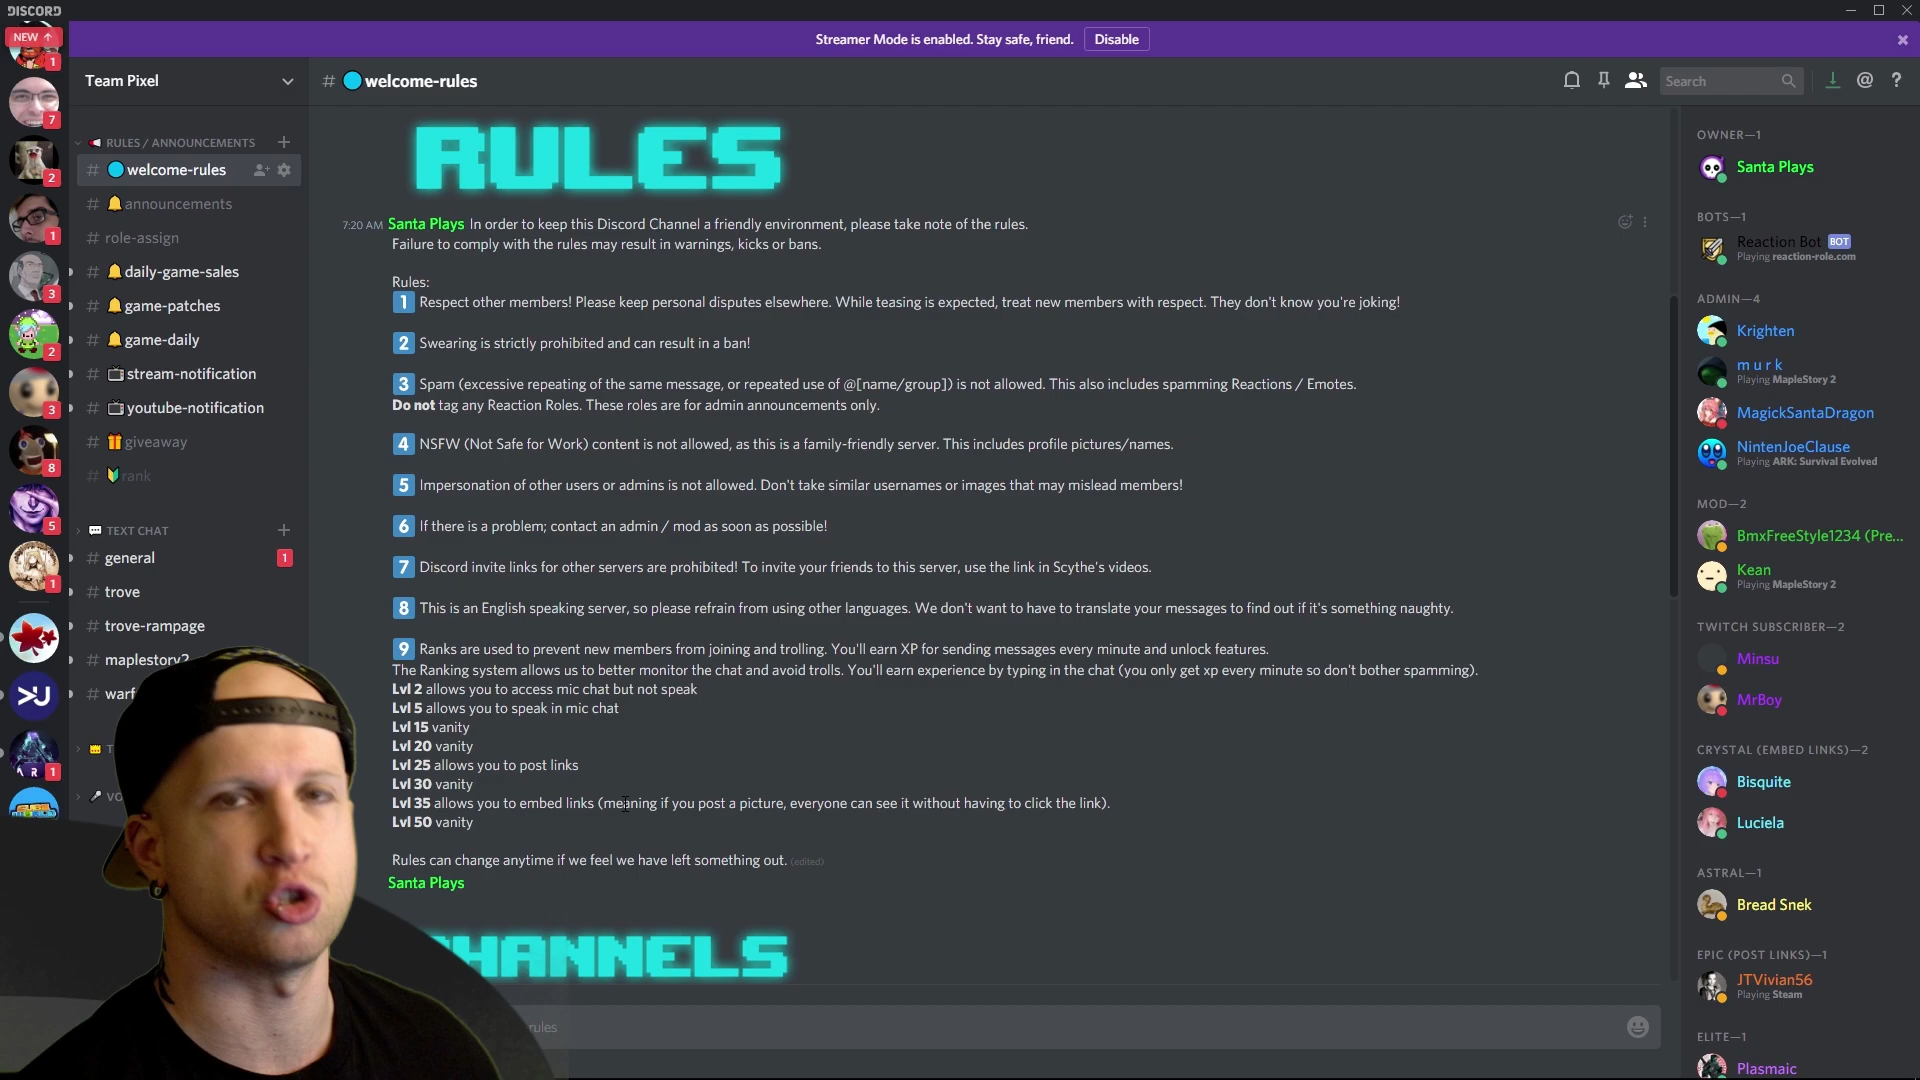 DISCORD
NEW ↑
Streamer Mode is enabled. Stay safe, friend.
Disable
1
7
2
1
3
2
3
8
5
1
1
Team Pixel
RULES / ANNOUNCEMENTS
# welcome-rules
# announcements
# role-assign
# daily-game-sales
# game-patches
# game-daily
# stream-notification
# youtube-notification
# giveaway
# rank
TEXT CHAT
# general 1
# trove
# trove-rampage
maplestory2
warf
T
VO
# welcome-rules
Search
RULES
7:20 AM Santa Plays In order to keep this Discord Channel a friendly environment, please take note of the rules.
Failure to comply with the rules may result in warnings, kicks or bans.
Rules:
1 Respect other members! Please keep personal disputes elsewhere. While teasing is expected, treat new members with respect. They don't know you're joking!
2 Swearing is strictly prohibited and can result in a ban!
3 Spam (excessive repeating of the same message, or repeated use of @[name/group]) is not allowed. This also includes spamming Reactions / Emotes.
Do not tag any Reaction Roles. These roles are for admin announcements only.
4 NSFW (Not Safe for Work) content is not allowed, as this is a family-friendly server. This includes profile pictures/names.
5 Impersonation of other users or admins is not allowed. Don't take similar usernames or images that may mislead members!
6 If there is a problem; contact an admin / mod as soon as possible!
7 Discord invite links for other servers are prohibited! To invite your friends to this server, use the link in Scythe's videos.
8 This is an English speaking server, so please refrain from using other languages. We don't want to have to translate your messages to find out if it's something naughty.
9 Ranks are used to prevent new members from joining and trolling. You'll earn XP for sending messages every minute and unlock features.
The Ranking system allows us to better monitor the chat and avoid trolls. You'll earn experience by typing in the chat (you only get xp every minute so don't bother spamming).
Lvl 2 allows you to access mic chat but not speak
Lvl 5 allows you to speak in mic chat
Lvl 15 vanity
Lvl 20 vanity
Lvl 25 allows you to post links
Lvl 30 vanity
Lvl 35 allows you to embed links (meaning if you post a picture, everyone can see it without having to click the link).
Lvl 50 vanity
Rules can change anytime if we feel we have left something out. (edited)
Santa Plays
CHANNELS
rules
OWNER—1
Santa Plays
BOTS—1
Reaction Bot BOT
Playing reaction-role.com
ADMIN—4
Krighten
m u r k
Playing MapleStory 2
MagickSantaDragon
NintenJoeClause
Playing ARK: Survival Evolved
MOD—2
BmxFreeStyle1234 (Pre...
Kean
Playing MapleStory 2
TWITCH SUBSCRIBER—2
Minsu
MrBoy
CRYSTAL (EMBED LINKS)—2
Bisquite
Luciela
ASTRAL—1
Bread Snek
EPIC (POST LINKS)—1
JTVivian56
Playing Steam
ELITE—1
Plasmaic